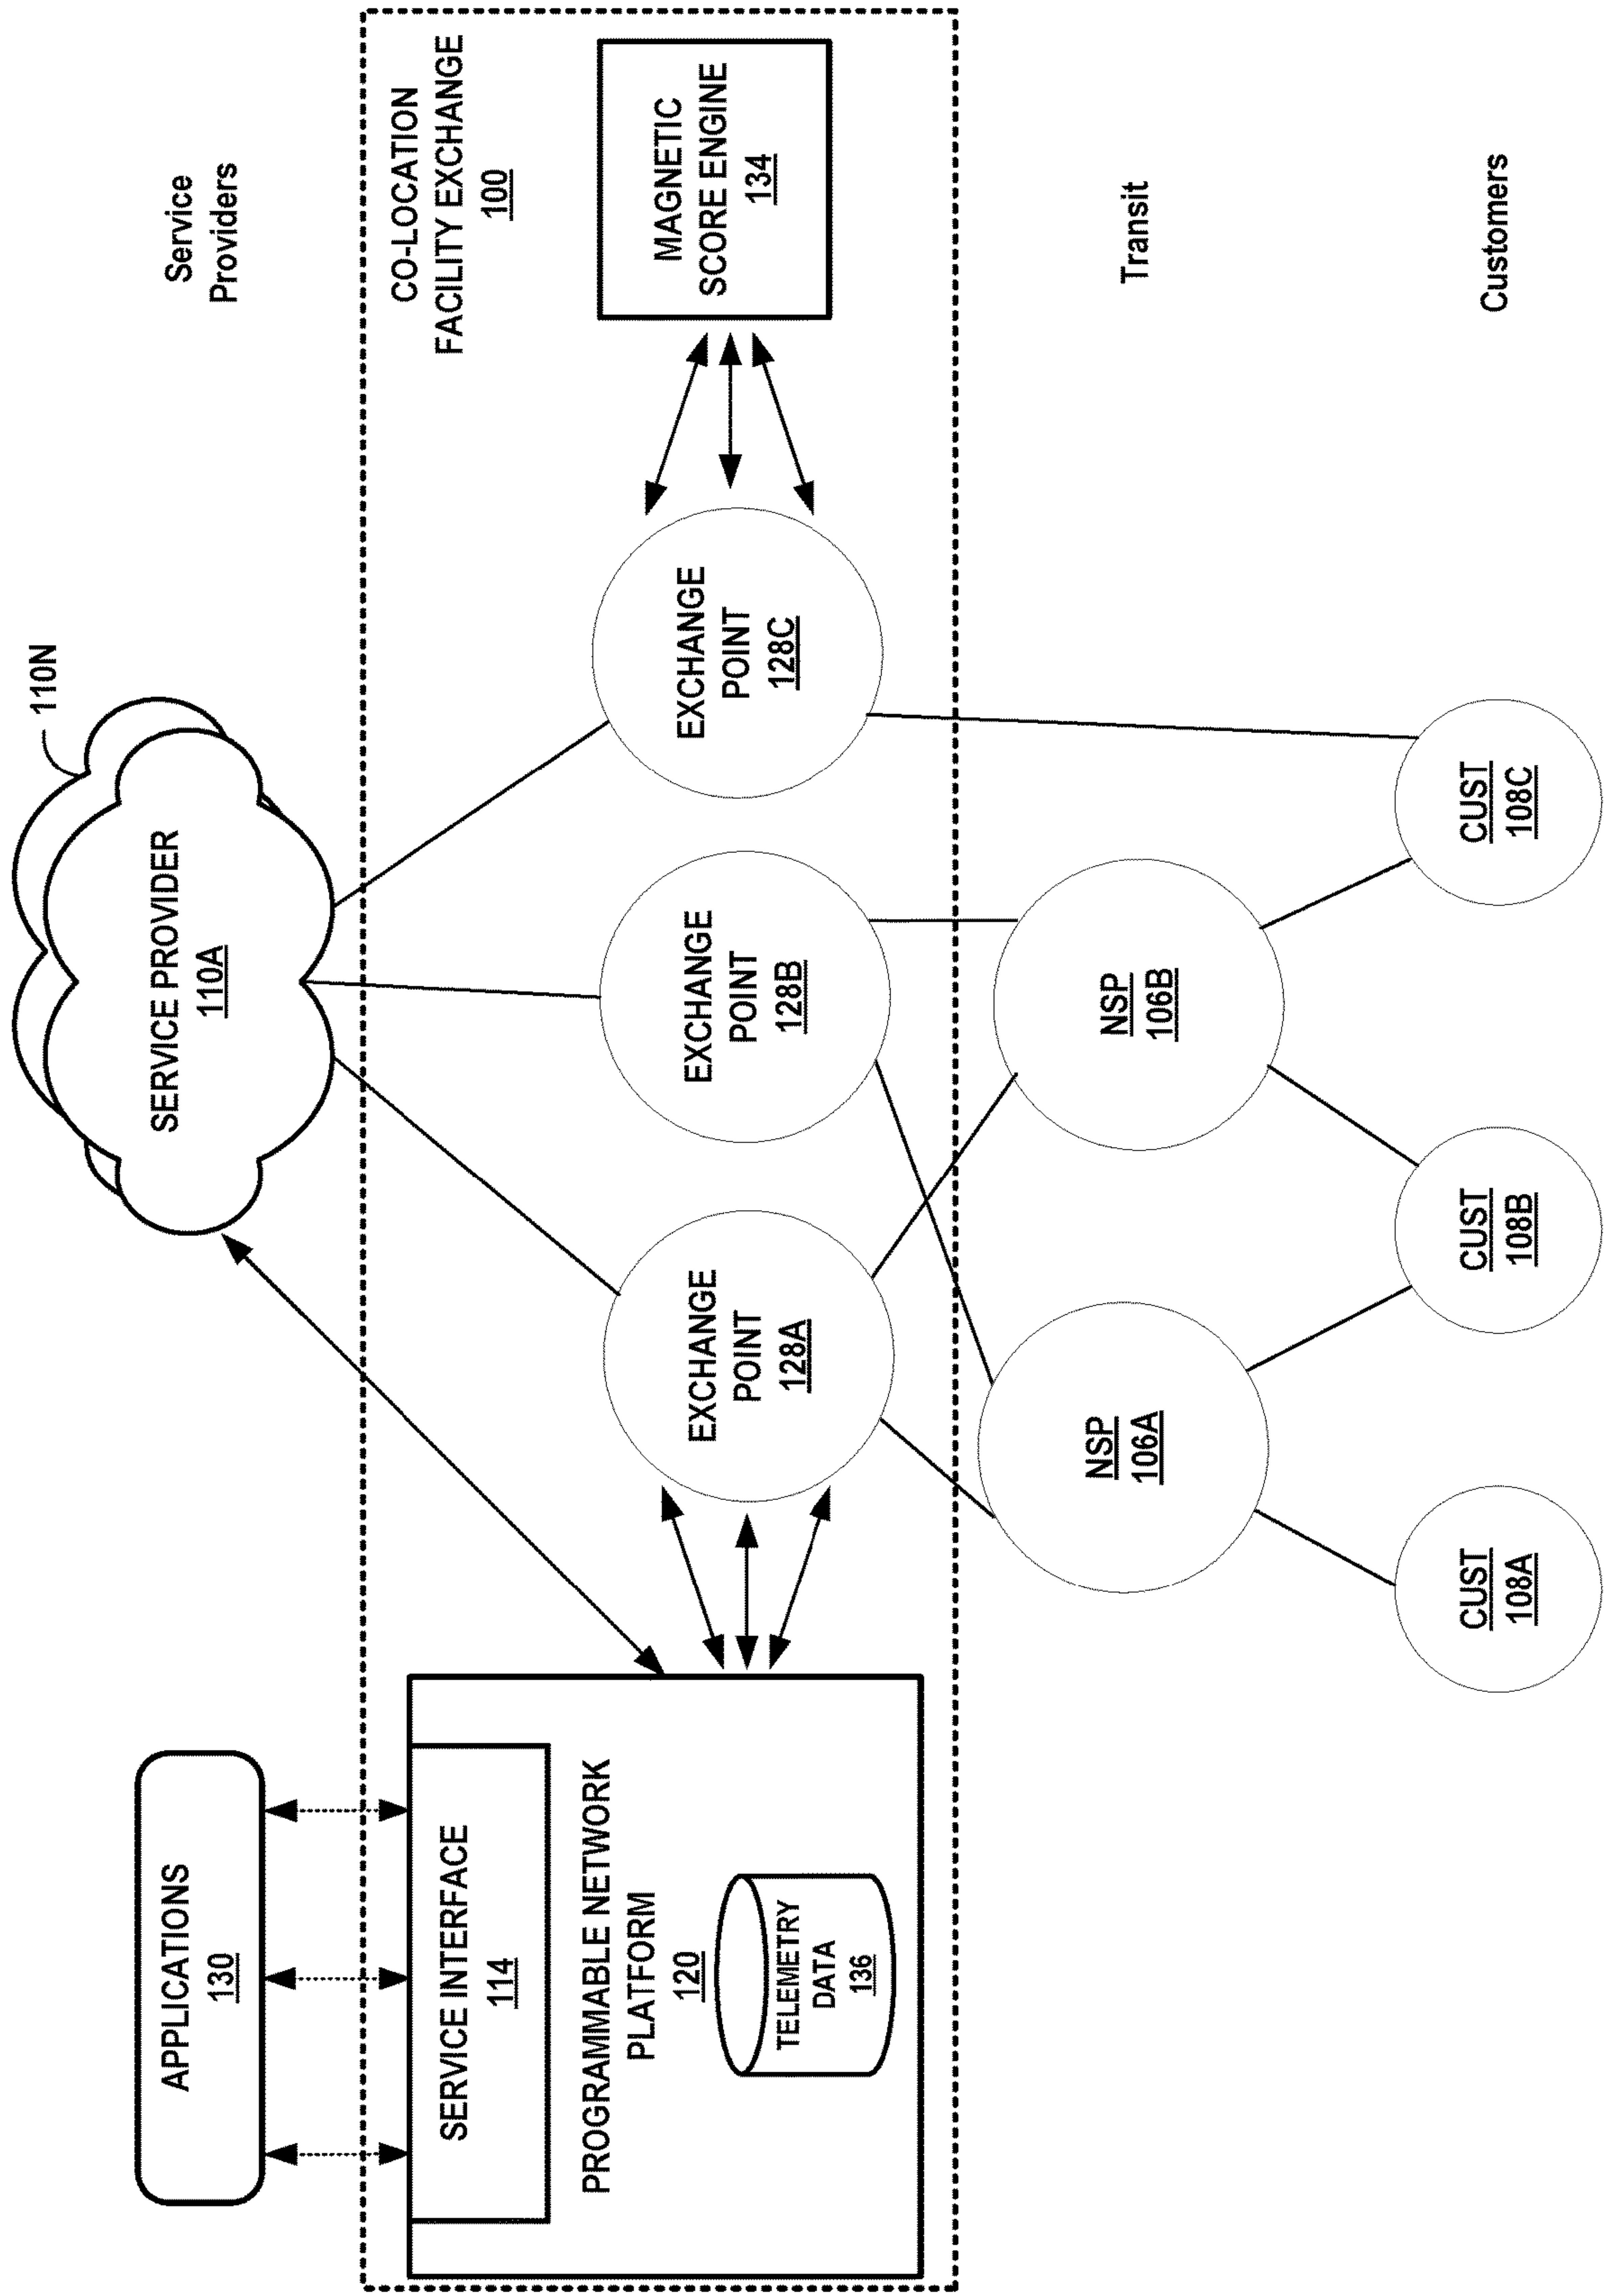 APPLICATIONS
130
SERVICE PROVIDER
110A
110N
Service
Providers
CO-LOCATION
FACILITY EXCHANGE
100
SERVICE INTERFACE
114
PROGRAMMABLE NETWORK
PLATFORM
120
TELEMETRY
DATA
136
EXCHANGE
POINT
128A
EXCHANGE
POINT
128B
EXCHANGE
POINT
128C
MAGNETIC
SCORE ENGINE
134
NSP
106A
NSP
106B
Transit
CUST
108A
CUST
108B
CUST
108C
Customers